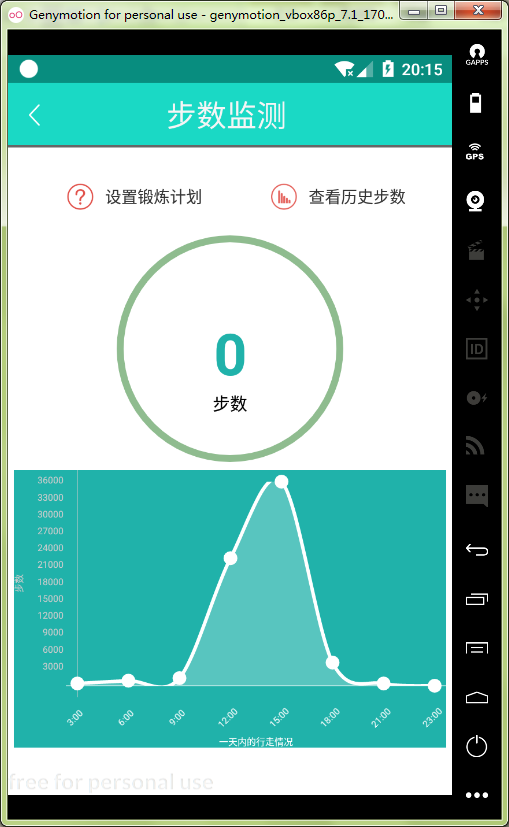 Genymotion for personal use - genymotion_vbox86p_7.1_170...
20:15
步数监测
设置锻炼计划
查看历史步数
0
步数
36000
33000
30000
27000
24000
21000
18000
15000
12000
9000
6000
3000
步数
3:00
6:00
9:00
12:00
15:00
18:00
21:00
23:00
一天内的行走情况
free for personal use
GAPPS
GPS
ID